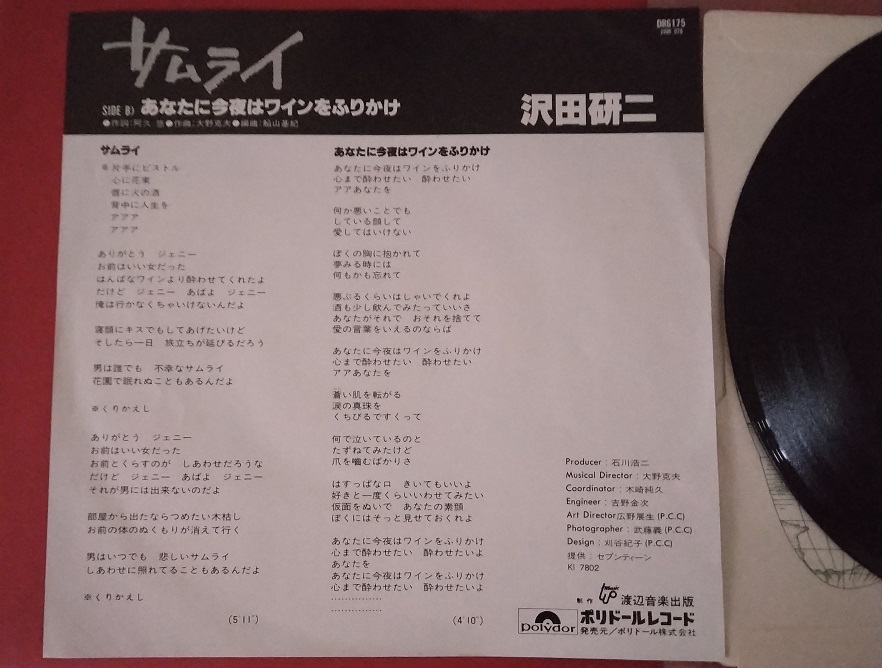 サムライ
DR6175
SIDE B) あなたに今夜はワインをふりかけ
沢田研二
●作詞:阿久 悠●作曲:大野克夫●編曲:船山基紀
サムライ
※片手にピストル
心に花束
唇に火の酒
背中に人生を
アアア
アアア
ありがとう ジェニー
お前はいい女だった
はんぱなワインより酔わせてくれたよ
だけど ジェニー あばよ ジェニー
俺は行かなくちゃいけないんだよ
寝顔にキスでもしてあげたいけど
そしたら一日 旅立ちが延びるだろう
男は誰でも 不幸なサムライ
花園で眠れぬこともあるんだよ
※くりかえし
ありがとう ジェニー
お前はいい女だった
お前とくらすのが しあわせだろうな
だけど ジェニー あばよ ジェニー
それが男には出来ないのだよ
部屋から出たならつめたい木枯し
お前の体のぬくもりが消えて行く
男はいつでも 悲しいサムライ
しあわせに照れてることもあるんだよ
※くりかえし
(5′11″)
あなたに今夜はワインをふりかけ
あなたに今夜はワインをふりかけ
心まで酔わせたい 酔わせたい
アアあなたを
何か悪いことでも
している顔して
愛してはいけない
ぼくの胸に抱かれて
夢みる時には
何もかも忘れて
悪ぶるくらいはしゃいでくれよ
酒も少し飲んでみたっていいさ
あなたがそれで おそれを捨てて
愛の言葉をいえるのならば
あなたに今夜はワインをふりかけ
心まで酔わせたい 酔わせたい
アアあなたを
蒼い肌を転がる
涙の真珠を
くちびるですくって
何で泣いているのと
たずねてみたけど
爪を噛むばかりさ
はすっぱな口 きいてもいいよ
好きと一度くらいいわせてみたい
仮面をぬいで あなたの素顔
ぼくにはそっと見せておくれよ
あなたに今夜はワインをふりかけ
心まで酔わせたい 酔わせたいよ
あなたを
あなたに今夜はワインをふりかけ
心まで酔わせたい 酔わせたいよ
……………
……………
(4′10″)
Producer：石川浩二
Musical Director：大野克夫
Coordinator：木崎純久
Engineer：吉野金次
Art Director広野展生(P.C.C)
Photographer：武藤義(P.C.C)
Design：刈谷紀子(P.C.C)
提供：セブンティーン
KI 7802
制作 渡辺音楽出版
polydor ポリドールレコード
発売元／ポリドール株式会社